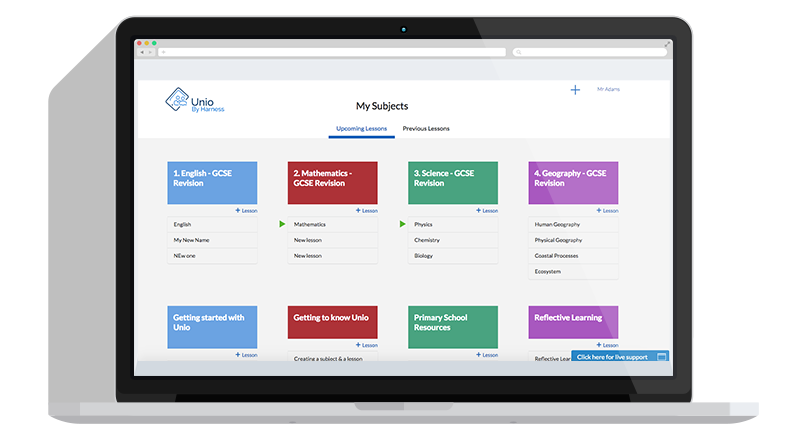 Unio
By Harness
Mr Adams
My Subjects
Upcoming Lessons
Previous Lessons
1. English - GCSE
Revision
2. Mathematics -
GCSE Revision
3. Science - GCSE
Revision
4. Geography - GCSE
Revision
+ Lesson
+ Lesson
+ Lesson
+ Lesson
English
My New Name
NEw one
Mathematics
New lesson
New lesson
Physics
Chemistry
Biology
Human Geography
Physical Geography
Coastal Processes
Ecosystem
Getting started with
Unio
Getting to know Unio
Primary School
Resources
Reflective Learning
+ Lesson
+ Lesson
+ Lesson
+ Lesson
Creating a subject & a lesson
Reflective Lear
Click here for live support